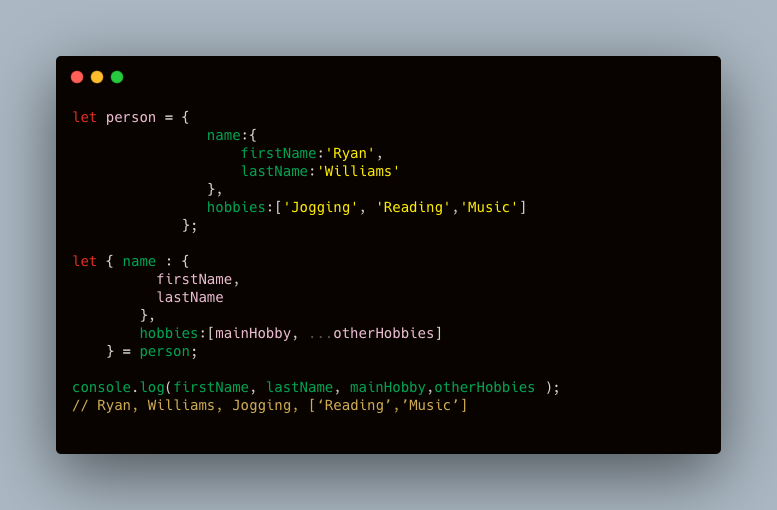 let person = {
                name:{
                    firstName:'Ryan',
                    lastName:'Williams'
                },
                hobbies:['Jogging', 'Reading','Music']
             };
let { name : {
          firstName,
          lastName
        },
        hobbies:[mainHobby, ...otherHobbies]
    } = person;
console.log(firstName, lastName, mainHobby,otherHobbies );
// Ryan, Williams, Jogging, [‘Reading’,’Music’]